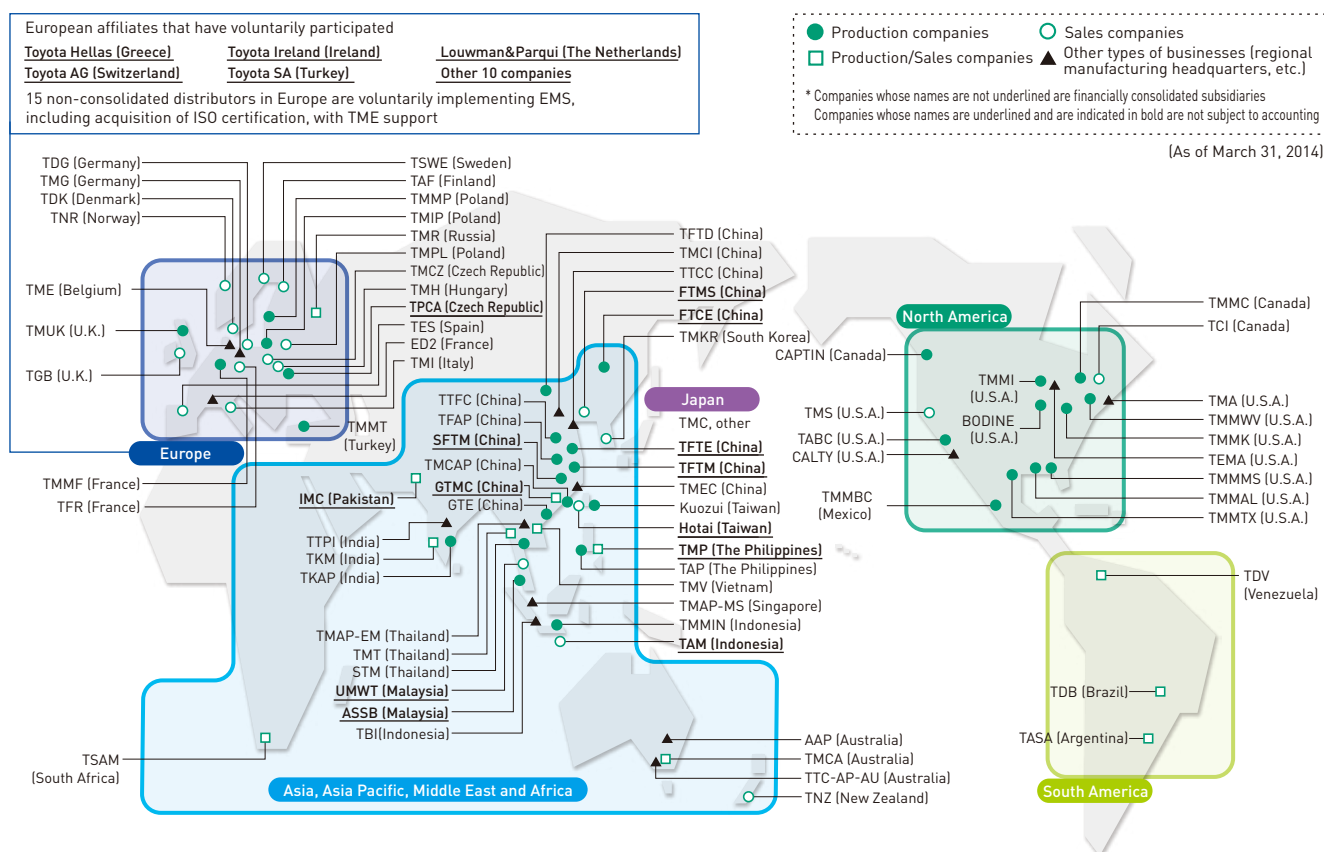 European affiliates that have voluntarily participated
Toyota Hellas (Greece) Toyota Ireland (Ireland) Louwman&Parqui (The Netherlands)
Toyota AG (Switzerland) Toyota SA (Turkey) Other 10 companies
15 non-consolidated distributors in Europe are voluntarily implementing EMS,
including acquisition of ISO certification, with TME support
Production companies Sales companies
Production/Sales companies Other types of businesses (regional
manufacturing headquarters, etc.)
* Companies whose names are not underlined are financially consolidated subsidiaries
Companies whose names are underlined and are indicated in bold are not subject to accounting
(As of March 31, 2014)
TDG (Germany)
TMG (Germany)
TDK (Denmark)
TNR (Norway)
TME (Belgium)
TMUK (U.K.)
TGB (U.K.)
TSWE (Sweden)
TAF (Finland)
TMMP (Poland)
TMIP (Poland)
TMR (Russia)
TMPL (Poland)
TMCZ (Czech Republic)
TMH (Hungary)
TPCA (Czech Republic)
TES (Spain)
ED2 (France)
TMI (Italy)
TMMT
(Turkey)
Europe
TMMF (France)
TFR (France)
TFTD (China)
TMCI (China)
TTCC (China)
FTMS (China)
FTCE (China)
TMKR (South Korea)
Japan
TMC, other
TTFC (China)
TFAP (China)
SFTM (China)
TMCAP (China)
GTMC (China)
GTE (China)
IMC (Pakistan)
TTPI (India)
TKM (India)
TKAP (India)
TFTE (China)
TFTM (China)
TMEC (China)
Kuozui (Taiwan)
Hotai (Taiwan)
TMP (The Philippines)
TAP (The Philippines)
TMV (Vietnam)
TMAP-MS (Singapore)
TMMIN (Indonesia)
TAM (Indonesia)
TMAP-EM (Thailand)
TMT (Thailand)
STM (Thailand)
UMWT (Malaysia)
ASSB (Malaysia)
TBI(Indonesia)
TSAM
(South Africa)
AAP (Australia)
TMCA (Australia)
TTC-AP-AU (Australia)
TNZ (New Zealand)
Asia, Asia Pacific, Middle East and Africa
North America
CAPTIN (Canada)
TMS (U.S.A.)
TABC (U.S.A.)
CALTY (U.S.A.)
TMMBC
(Mexico)
TMMI
(U.S.A.)
BODINE
(U.S.A.)
TMMC (Canada)
TCI (Canada)
TMA (U.S.A.)
TMMWV (U.S.A.)
TMMK (U.S.A.)
TEMA (U.S.A.)
TMMMS (U.S.A.)
TMMAL (U.S.A.)
TMMTX (U.S.A.)
TDV
(Venezuela)
TDB (Brazil)
TASA (Argentina)
South America